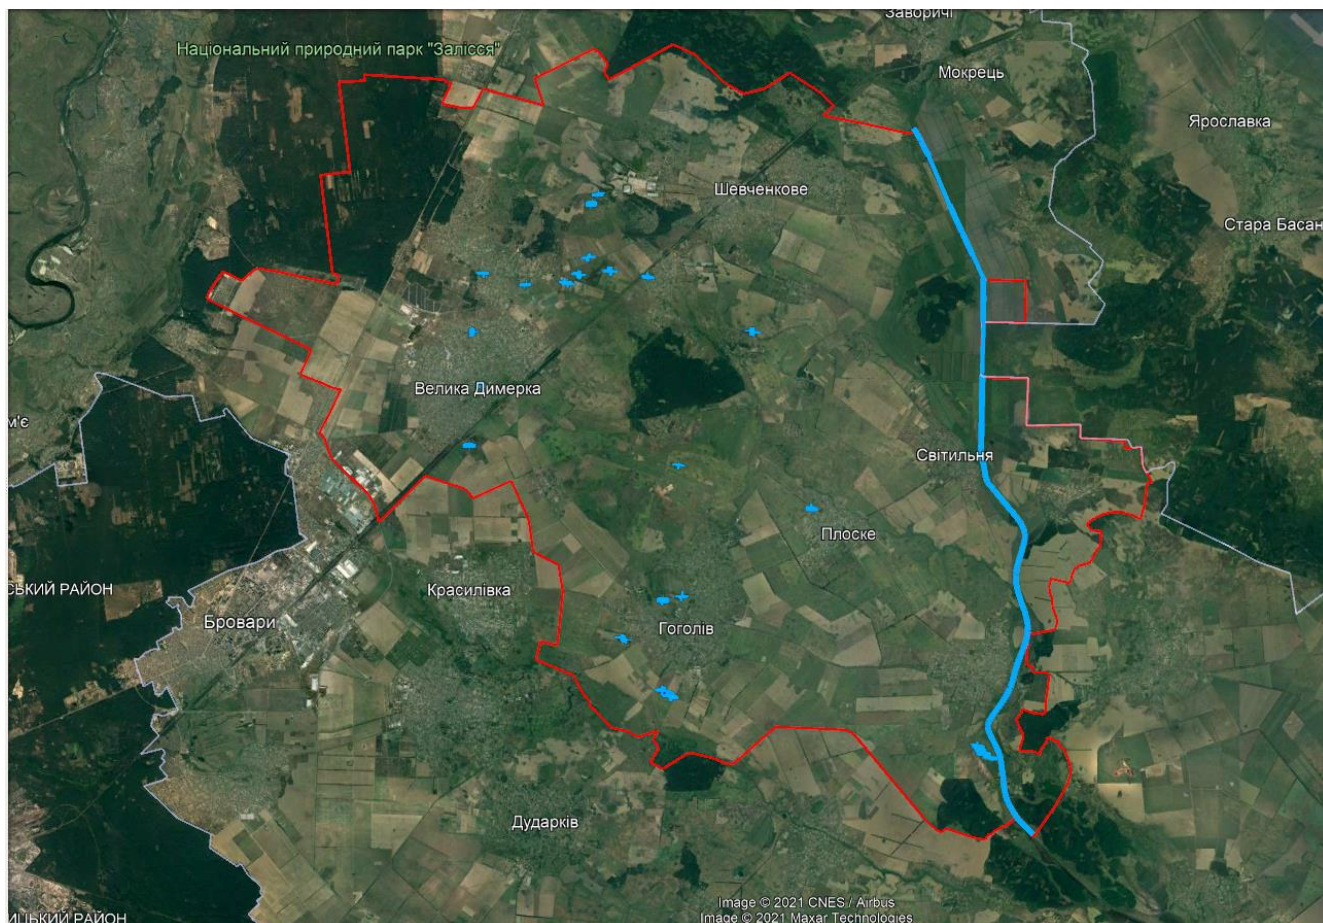 Заворичі
Національний природний парк "Залісся"
Мокрець
Ярославка
Шевченкове
Стара Басан
Велика Димерка
м'є
Світильня
Плоске
СЬКИЙ РАЙОН
Красилівка
Бровари
Гоголів
Дударків
Image © 2021 CNES / Airbus
ИЦЬКИЙ РАЙОН
Image © 2021 Maxar Technologies